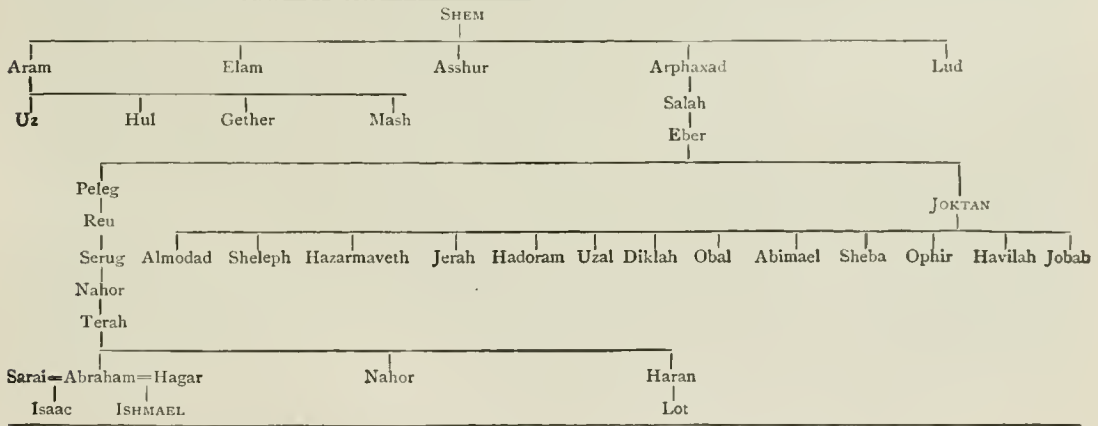 SHEM
Aram Elam Asshur Arphaxad Lud
Salah
Uz Hul Gether Mash
Eber
Peleg
JOKTAN
Reu
Serug Almodad Sheleph Hazarmaveth Jerah Hadoram Uzal Diklah Obal Abimael Sheba Ophir Havilah Jobab
Nahor
Terah
Sarai=Abraham=Hagar Nahor Haran
Isaac ISHMAEL Lot